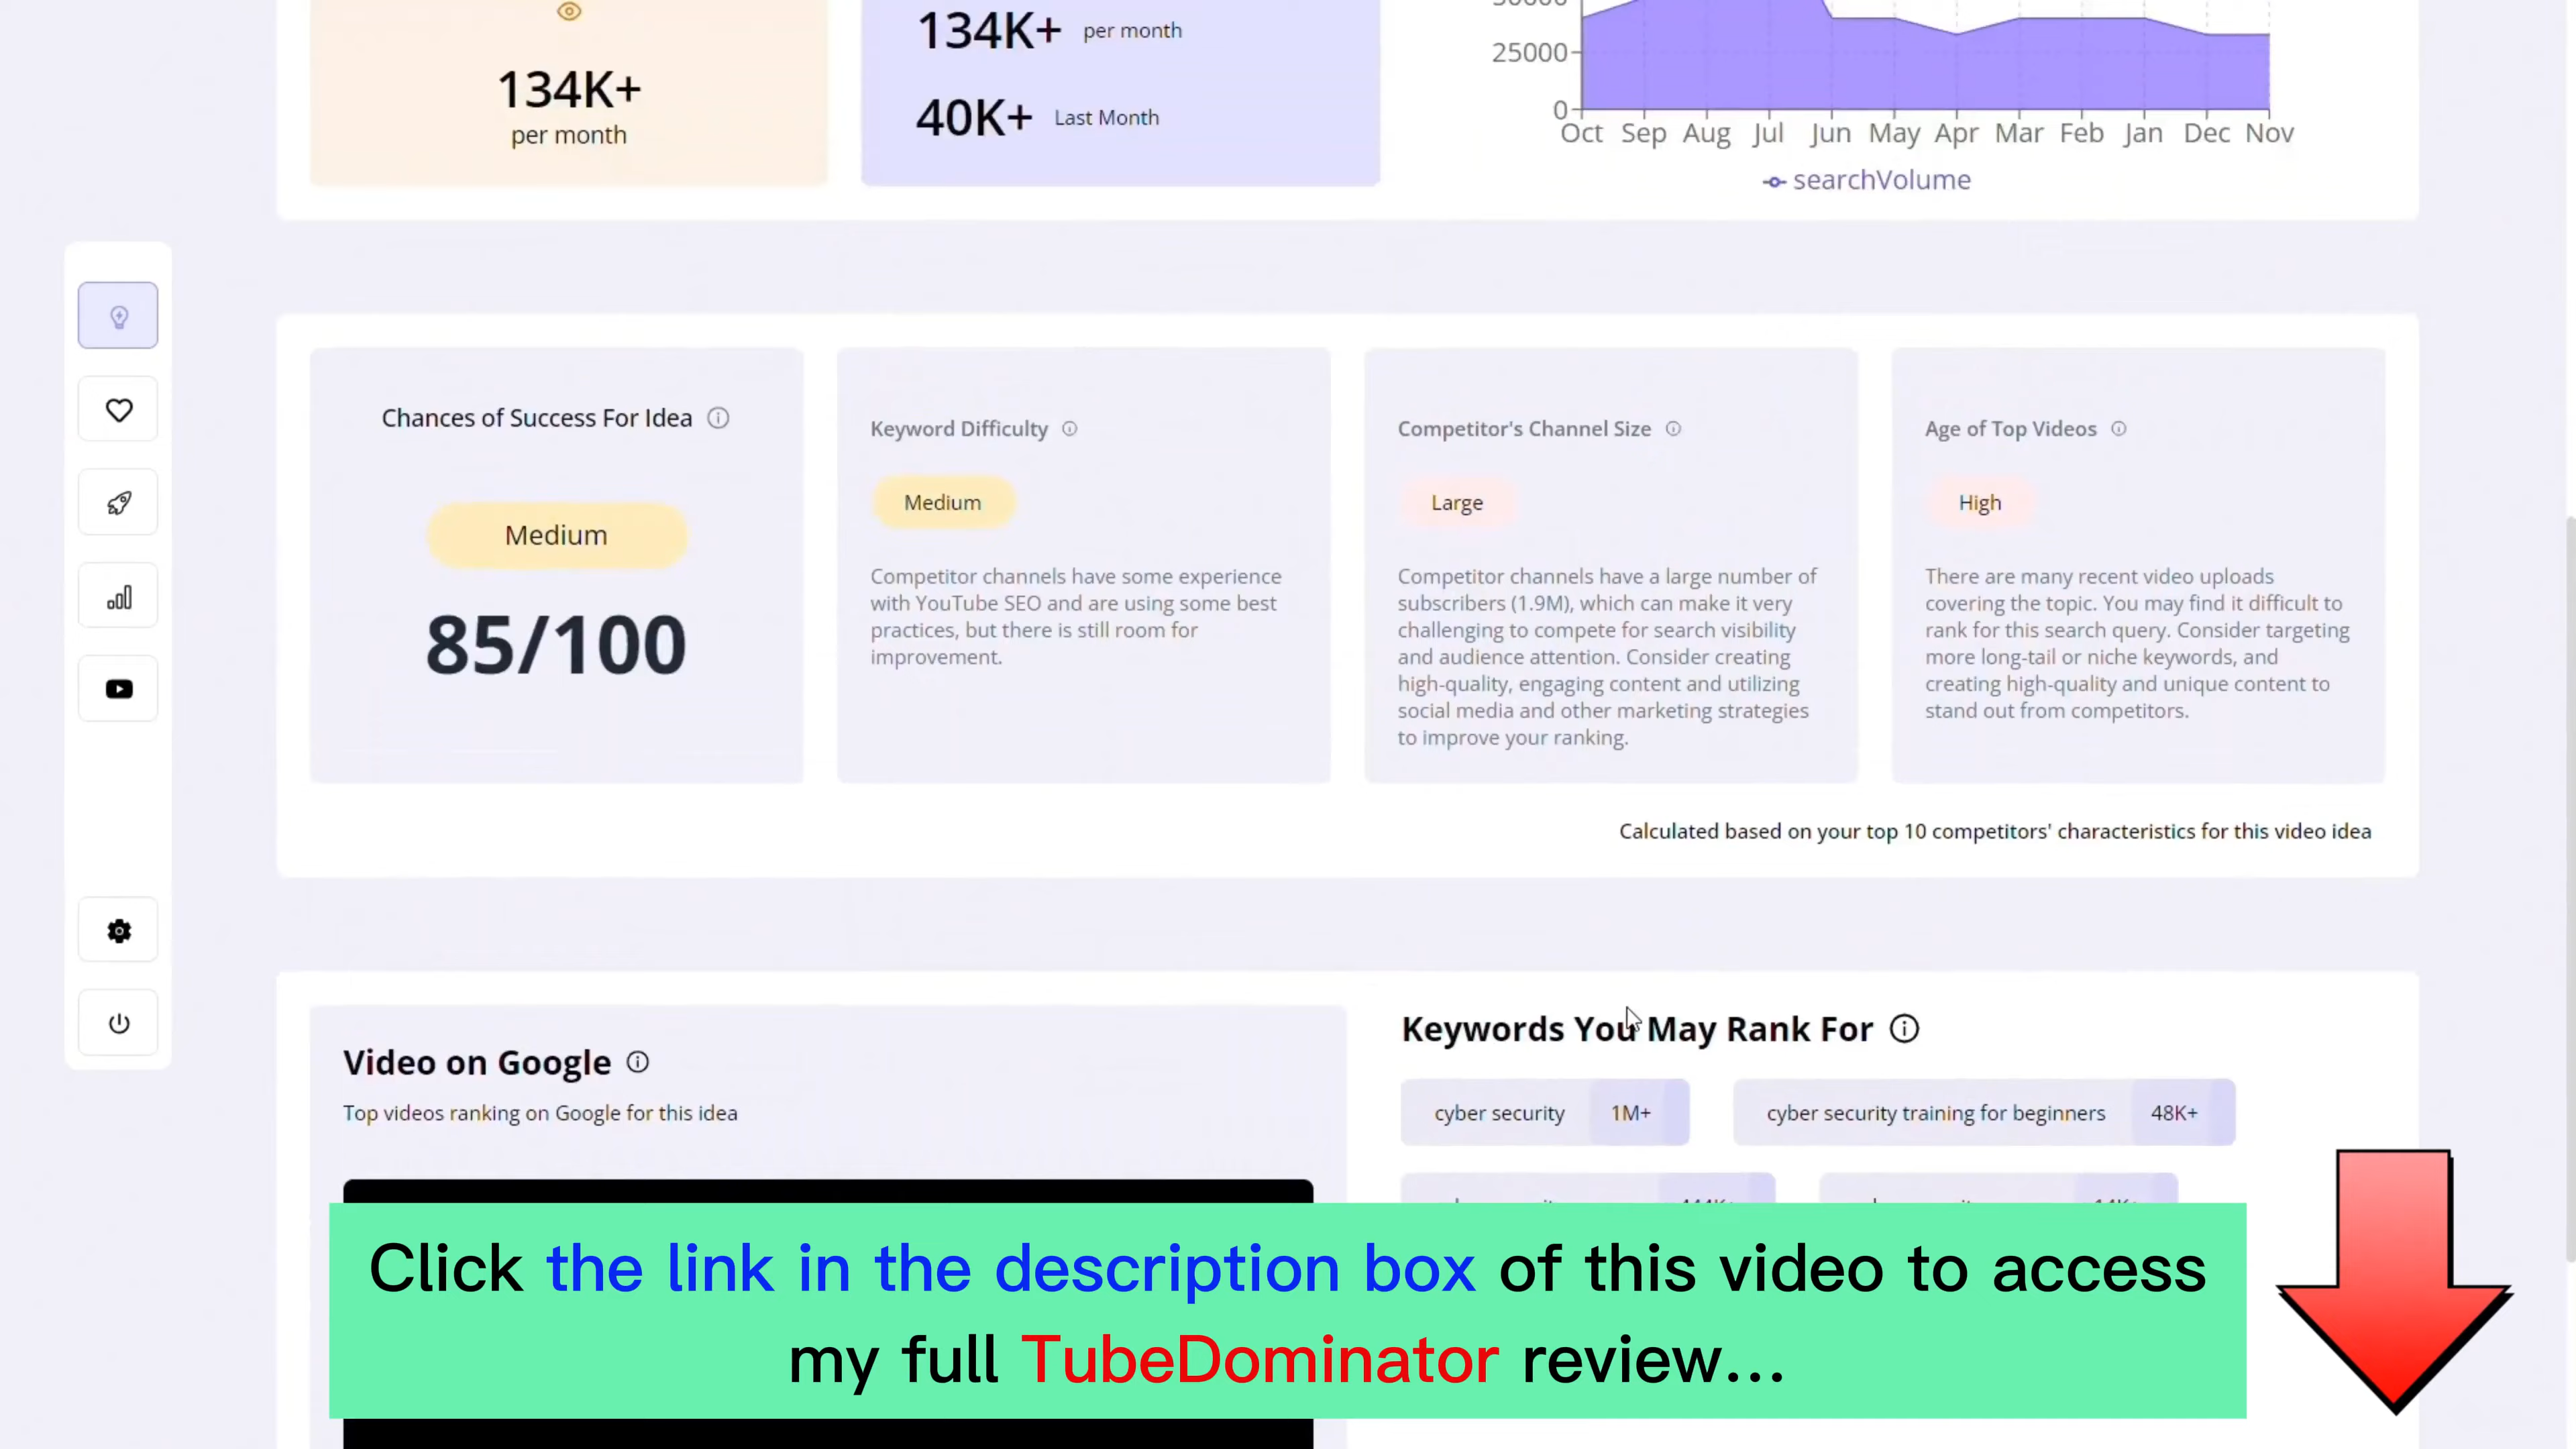 134K+
per month
134K+ per month
40K+ Last Month
25000
0
Oct Sep Aug Jul Jun May Apr Mar Feb Jan Dec Nov
searchVolume
Chances of Success For Idea
Medium
85/100
Keyword Difficulty
Medium
Competitor channels have some experience
with YouTube SEO and are using some best
practices, but there is still room for
improvement.
Competitor's Channel Size
Large
Competitor channels have a large number of
subscribers (1.9M), which can make it very
challenging to compete for search visibility
and audience attention. Consider creating
high-quality, engaging content and utilizing
social media and other marketing strategies
to improve your ranking.
Age of Top Videos
High
There are many recent video uploads
covering the topic. You may find it difficult to
rank for this search query. Consider targeting
more long-tail or niche keywords, and
creating high-quality and unique content to
stand out from competitors.
Calculated based on your top 10 competitors' characteristics for this video idea
Video on Google
Top videos ranking on Google for this idea
Keywords You May Rank For
cyber security 1M+
cyber security training for beginners 48K+
Click the link in the description box of this video to access
my full TubeDominator review...